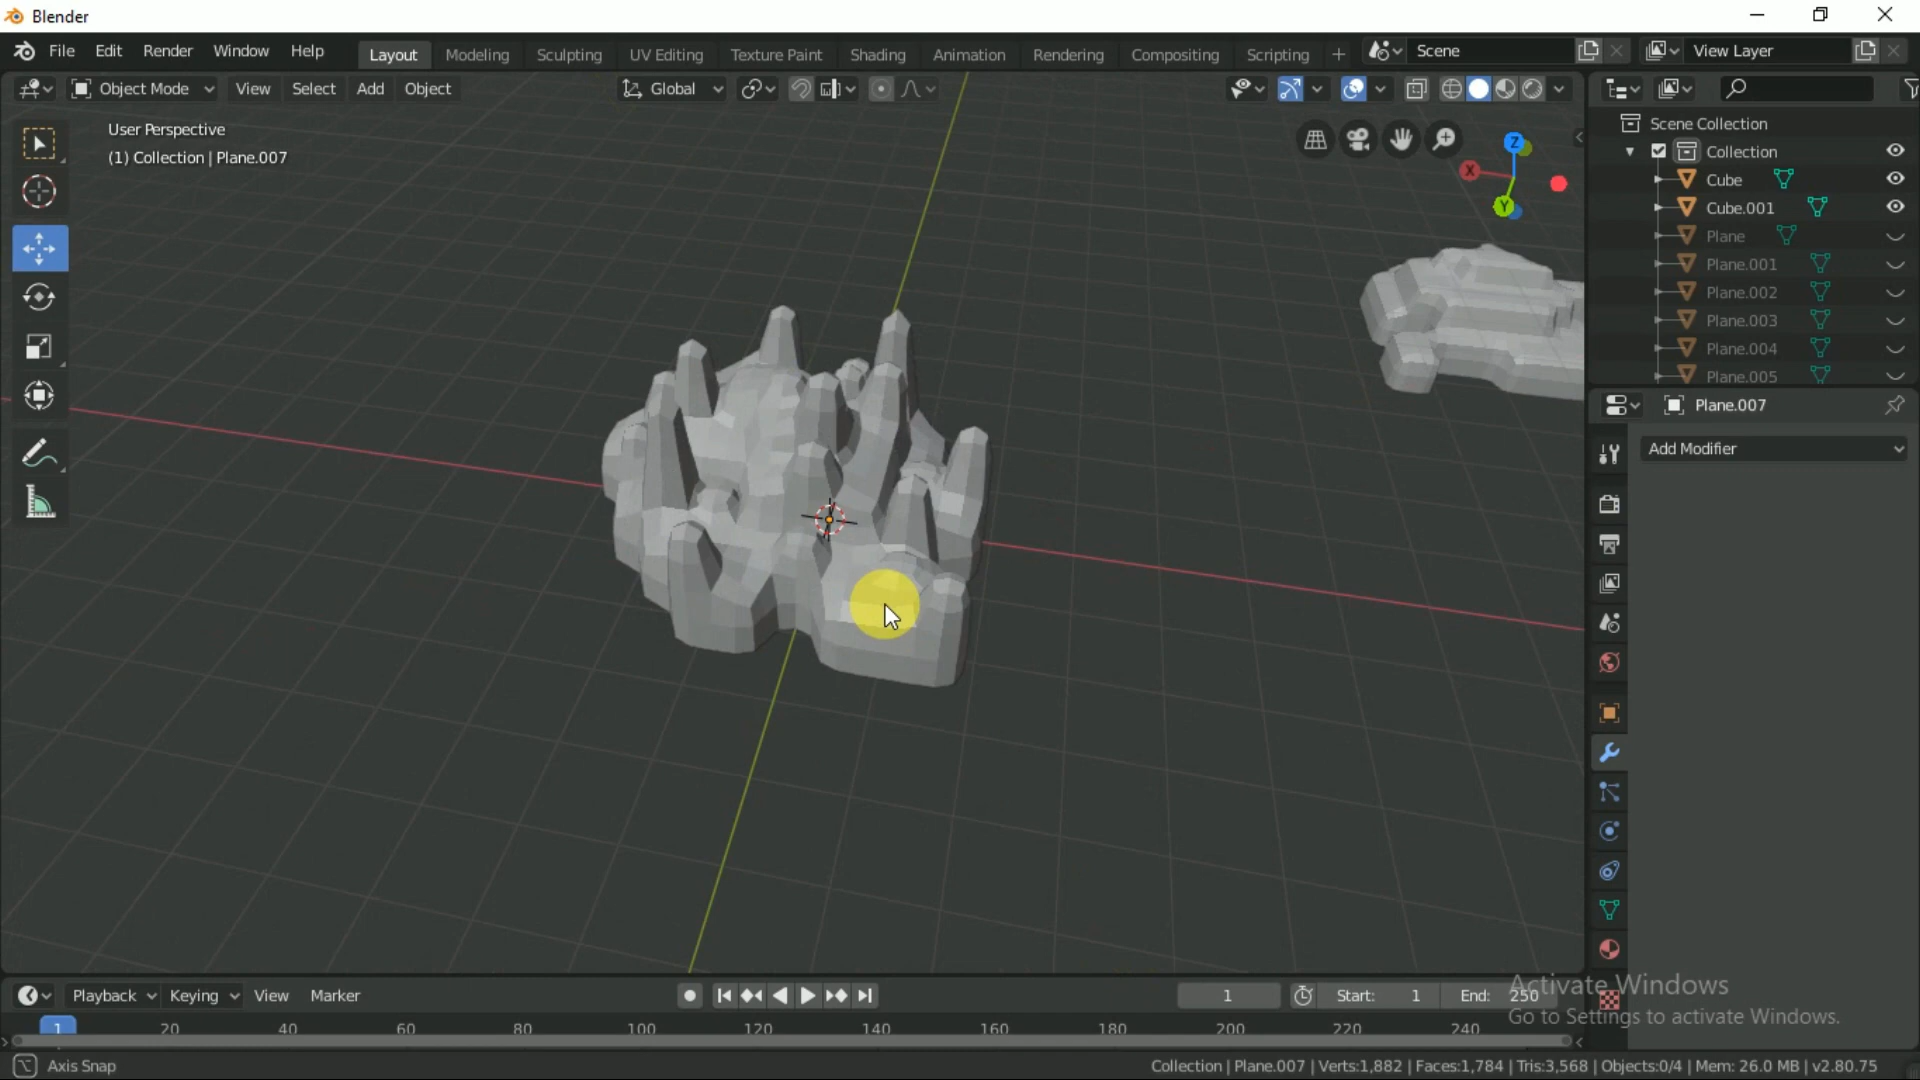 Blender
File Edit Render Window Help Layout Modeling Sculpting UV Editing Texture Paint Shading Animation Rendering Compositing Scripting + Scene View Layer
Object Mode View Select Add Object Global
User Perspective
(1) Collection | Plane.007
X Y Z
Scene Collection
Collection
Cube
Cube.001
Plane
Plane.001
Plane.002
Plane.003
Plane.004
Plane.005
Plane.007
Add Modifier
Playback Keying View Marker 1 Start: 1 End: 250
1 20 40 60 80 100 120 140 160 180 200 220 240
Activate Windows
Go to Settings to activate Windows.
Axis Snap
Collection | Plane.007 | Verts:1,882 | Faces:1,784 | Tris:3,568 | Objects:0/4 | Mem: 26.0 MB | v2.80.75